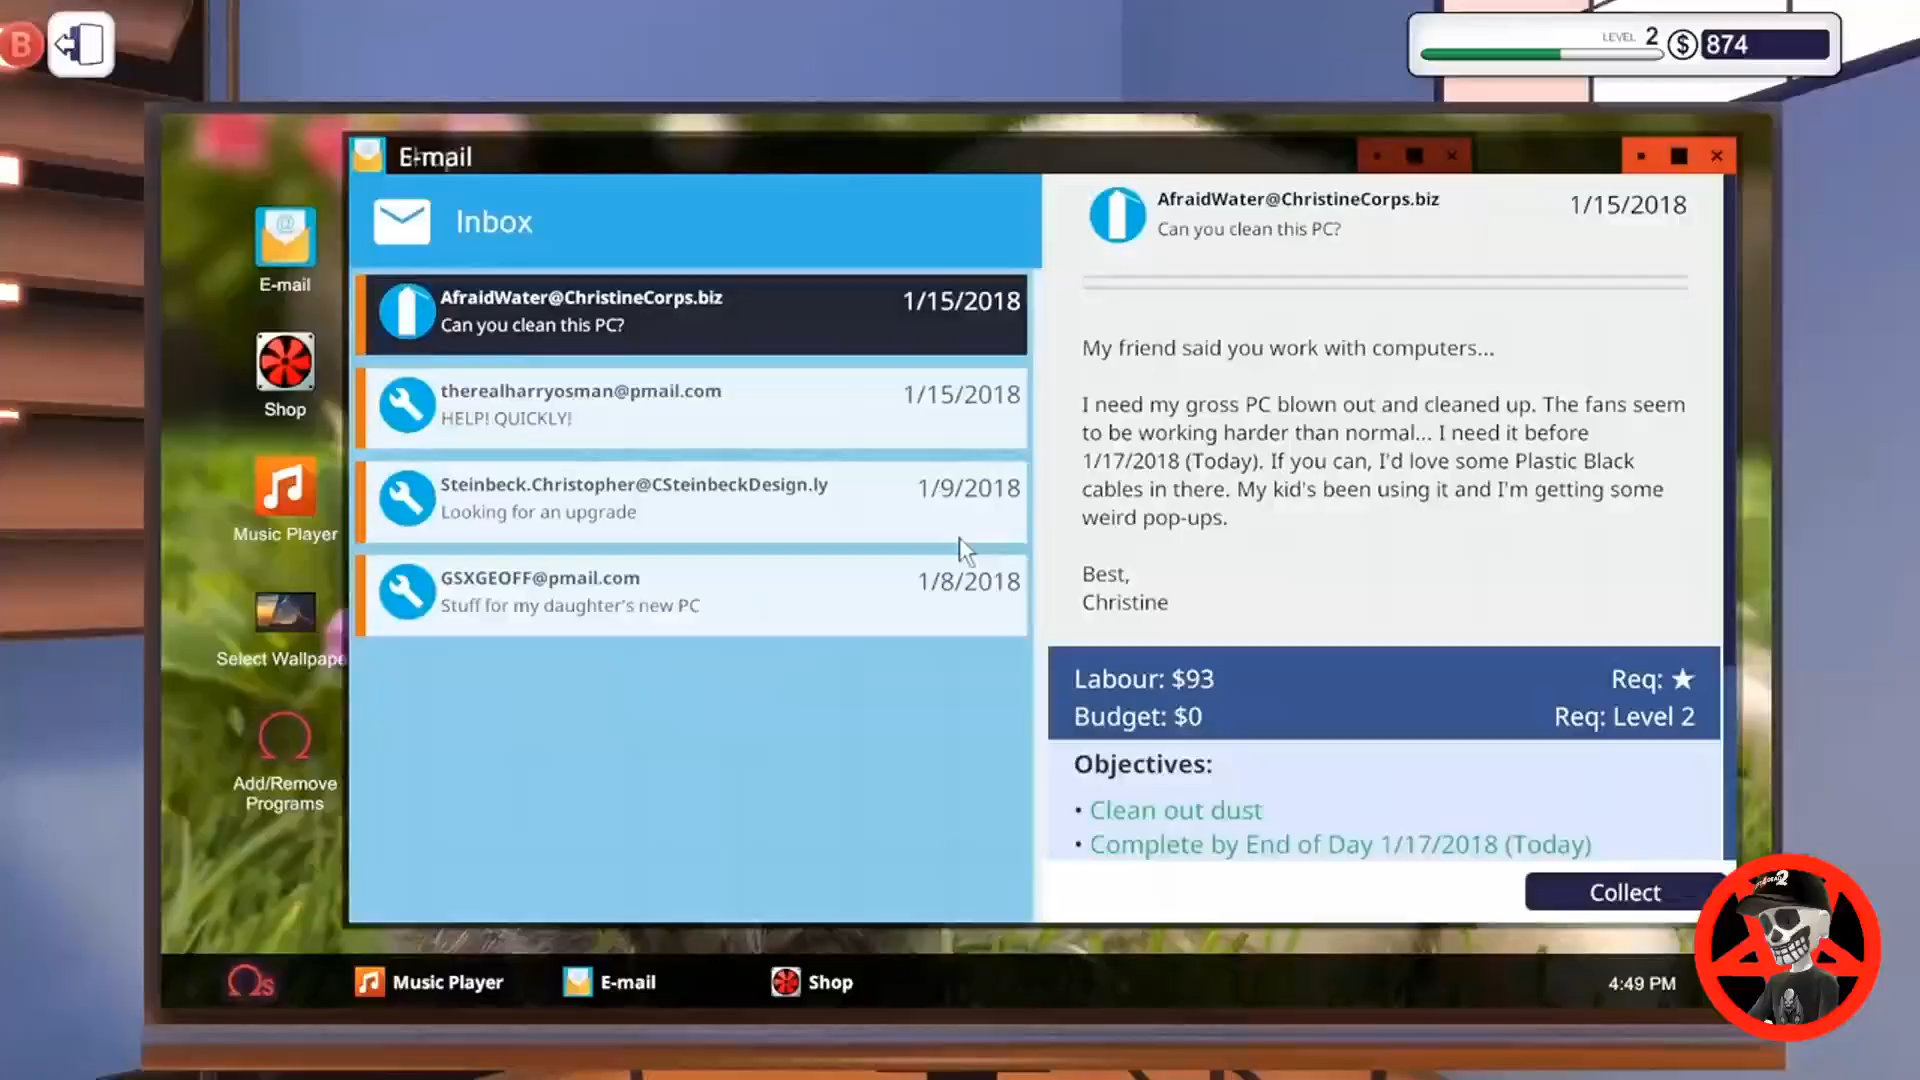 B
LEVEL 2 $ 874
E-mail
Inbox
AfraidWater@ChristineCorps.biz
Can you clean this PC?
1/15/2018
therealharryosman@pmail.com
HELP! QUICKLY!
1/15/2018
Steinbeck.Christopher@CSteinbeckDesign.ly
Looking for an upgrade
1/9/2018
GSXGEOFF@pmail.com
Stuff for my daughter's new PC
1/8/2018
AfraidWater@ChristineCorps.biz
Can you clean this PC?
1/15/2018
My friend said you work with computers...
I need my gross PC blown out and cleaned up. The fans seem
to be working harder than normal... I need it before
1/17/2018 (Today). If you can, I'd love some Plastic Black
cables in there. My kid's been using it and I'm getting some
weird pop-ups.
Best,
Christine
Labour: $93
Req: ★
Budget: $0
Req: Level 2
Objectives:
• Clean out dust
• Complete by End of Day 1/17/2018 (Today)
Collect
E-mail
Shop
Music Player
Select Wallpape
Add/Remove
Programs
Ωs
Music Player
E-mail
Shop
4:49 PM